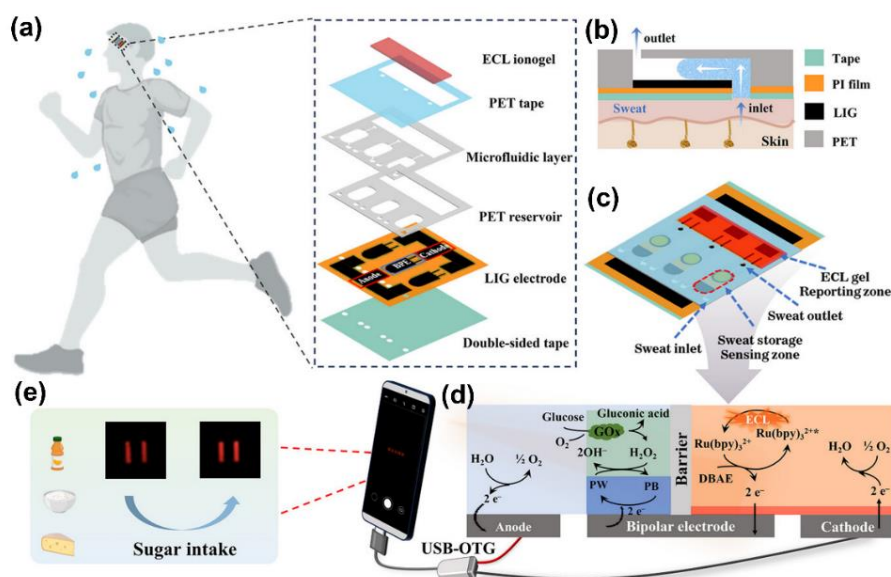 (a)
ECL ionogel
PET tape
Microfluidic layer
PET reservoir
Anode
BPE
Cathode
LIG electrode
Double-sided tape
(b)
outlet
Sweat
inlet
Skin
Tape
PI film
LIG
PET
(c)
ECL gel
Reporting zone
Sweat outlet
Sweat storage
Sensing zone
Sweat inlet
(e)
Sugar intake
USB-OTG
(d)
H₂O
½ O₂
2 e⁻
Anode
Glucose
Gluconic acid
O₂
GOx
2OH⁻
H₂O₂
PW
PB
2 e⁻
Bipolar electrode
Barrier
ECL
Ru(bpy)₃²⁺
Ru(bpy)₃²⁺*
DBAE
2 e⁻
H₂O
½ O₂
2 e⁻
Cathode